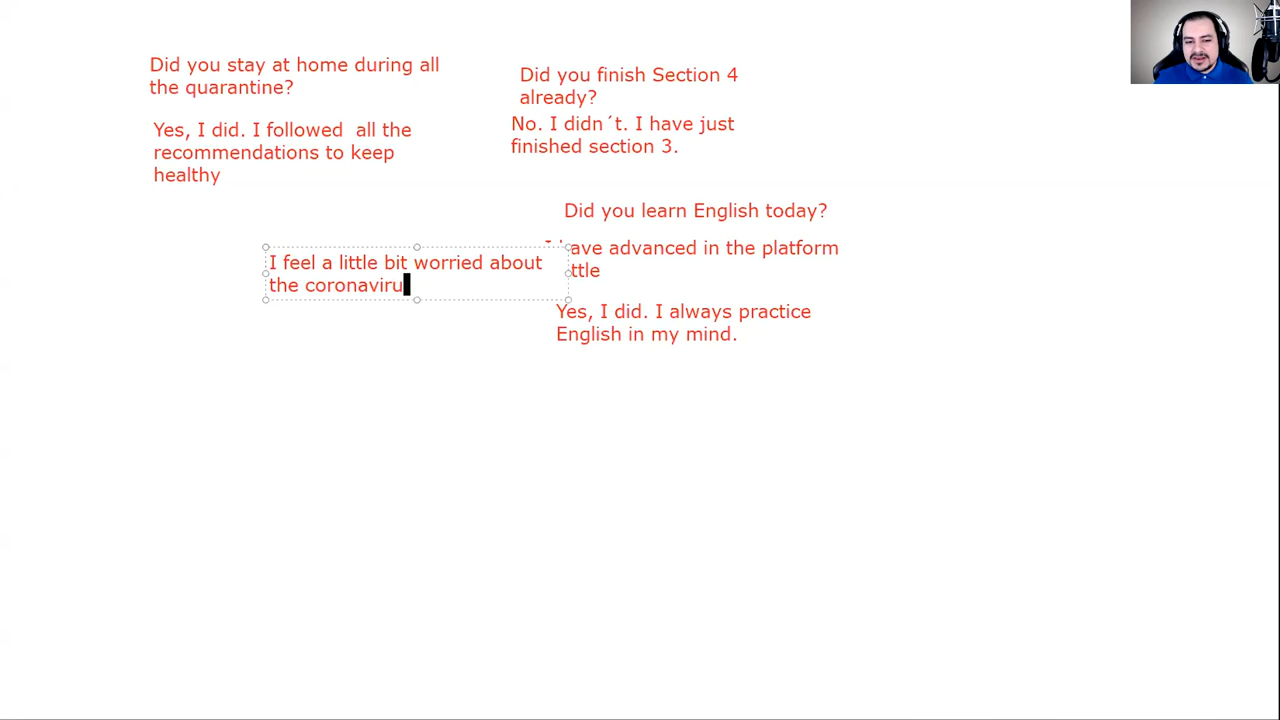 Did you stay at home during all
the quarantine?
Yes, I did. I followed  all the
recommendations to keep
healthy
Did you finish Section 4
already?
No. I didn´t. I have just
finished section 3.
Did you learn English today?
advanced in the platform
I feel a little bit worried about
the coronaviru
Yes, I did. I always practice
English in my mind.